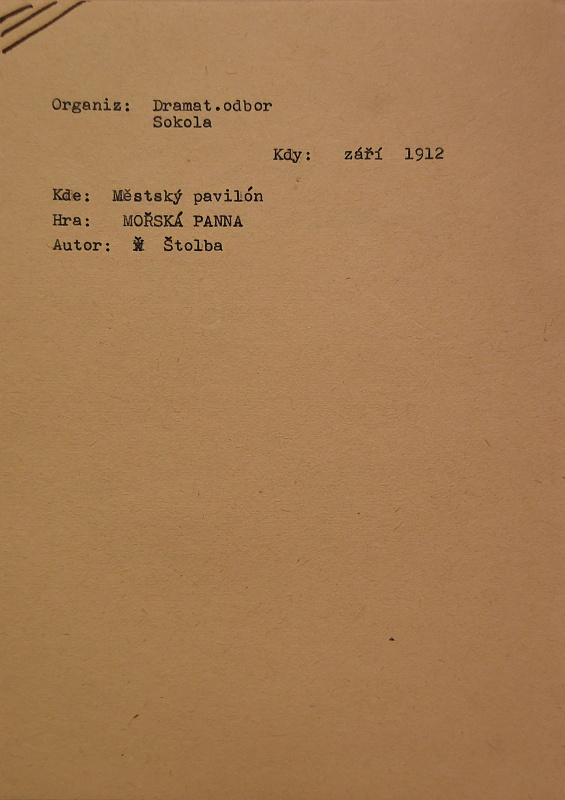 Organiz: Dramat.odbor
Sokola
Kdy: září 1912
Kde: Městský pavilón
Hra: MOŘSKÁ PANNA
Autor: Štolba